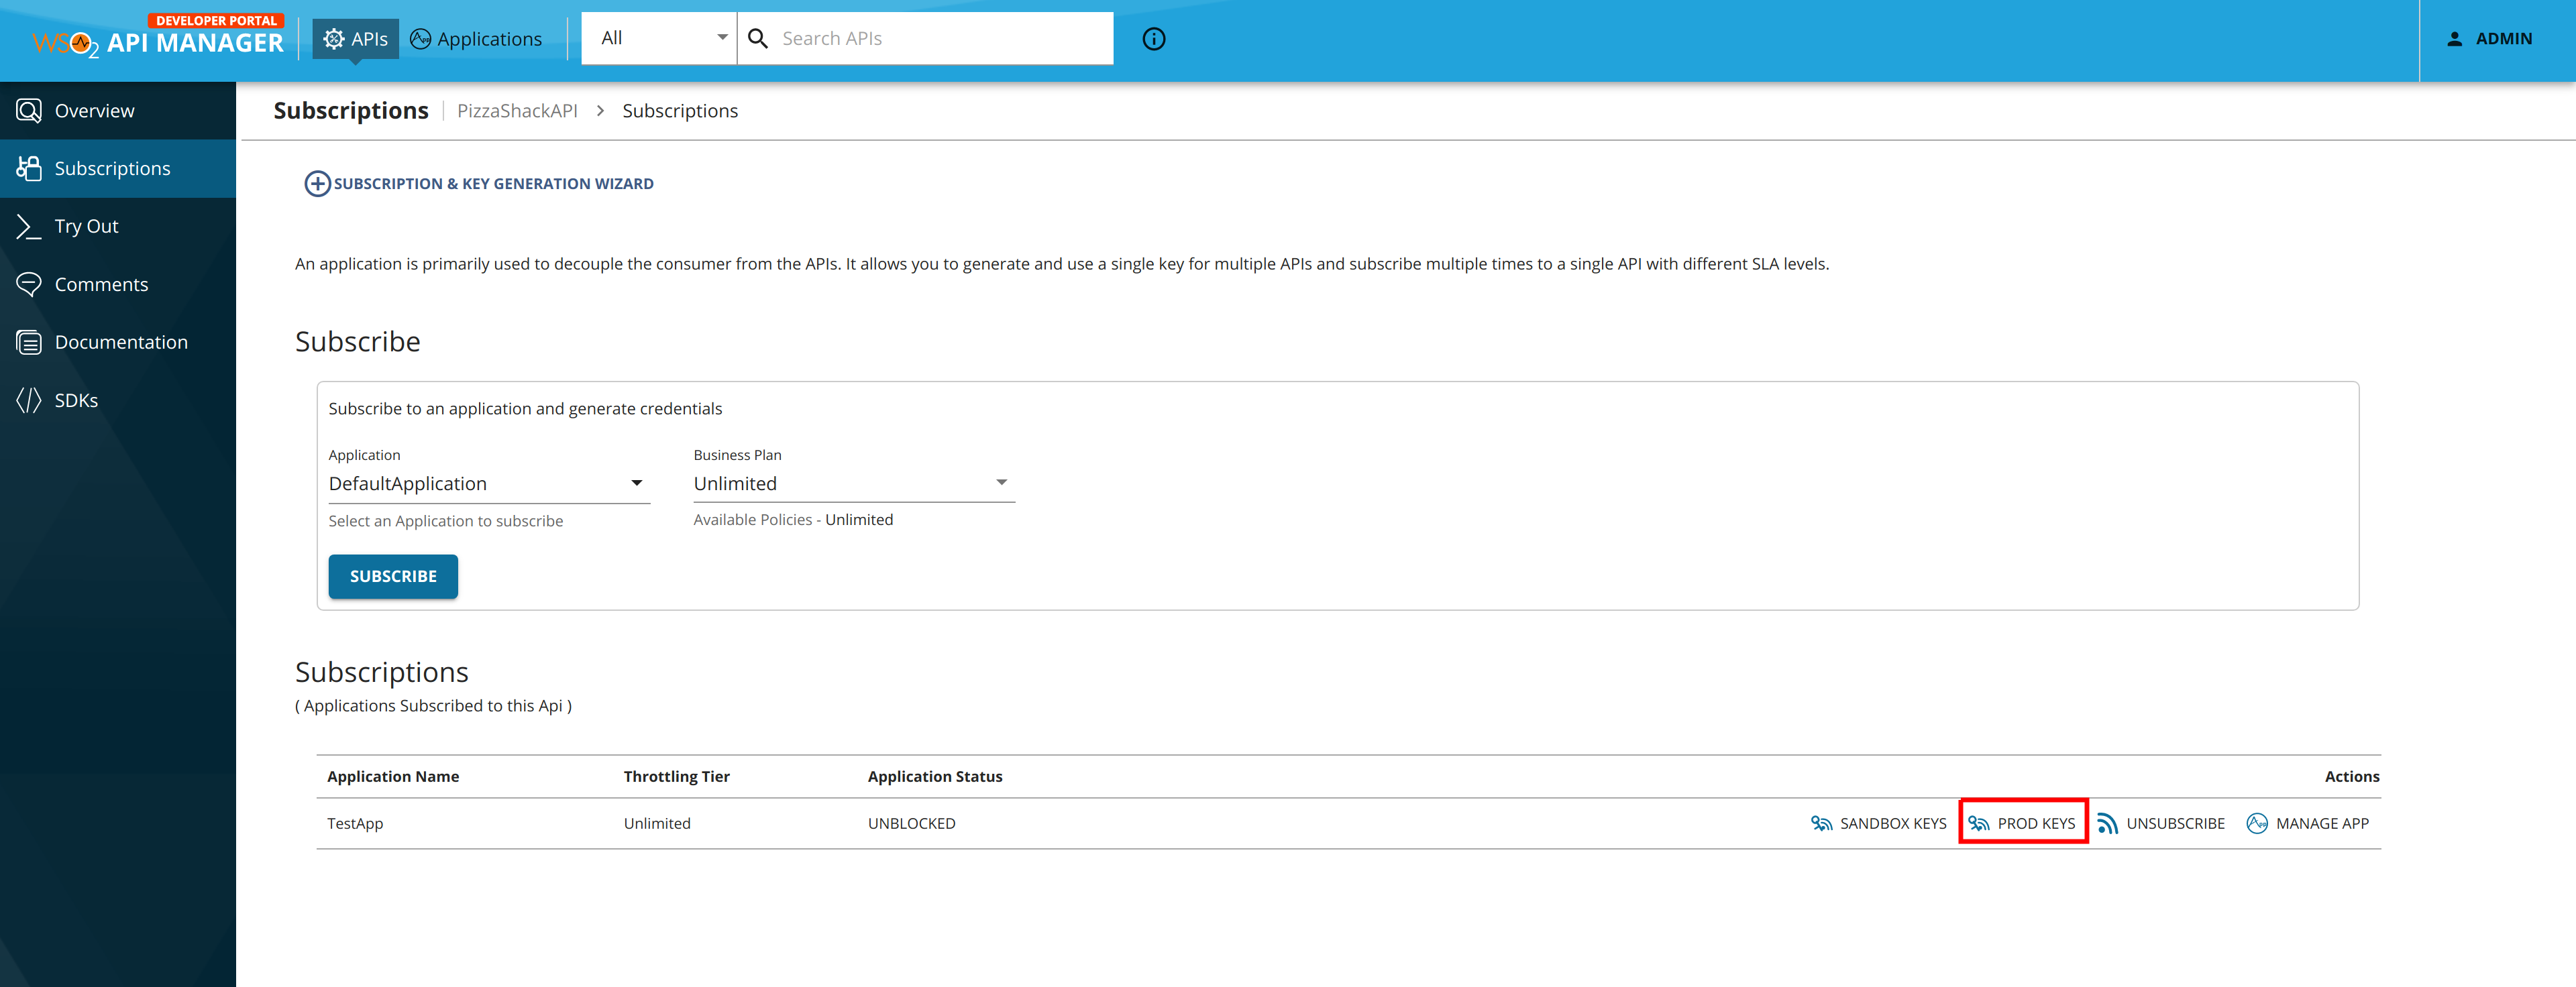 DEVELOPER PORTAL
WSO2 API MANAGER
APIs
Applications
All
Search APIs
ADMIN
Overview
Subscriptions
Try Out
Comments
Documentation
SDKs
Subscriptions
PizzaShackAPI
Subscriptions
SUBSCRIPTION & KEY GENERATION WIZARD
An application is primarily used to decouple the consumer from the APIs. It allows you to generate and use a single key for multiple APIs and subscribe multiple times to a single API with different SLA levels.
Subscribe
Subscribe to an application and generate credentials
Application
Business Plan
DefaultApplication
Unlimited
Select an Application to subscribe
Available Policies - Unlimited
SUBSCRIBE
Subscriptions
( Applications Subscribed to this Api )
Application Name Throttling Tier Application Status Actions
TestApp Unlimited UNBLOCKED SANDBOX KEYS PROD KEYS UNSUBSCRIBE MANAGE APP